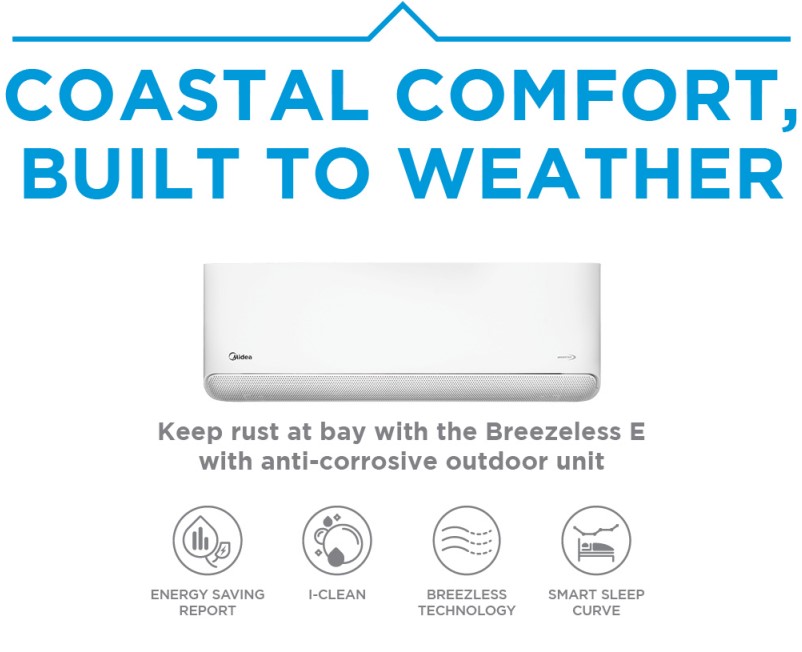 COASTAL COMFORT,
BUILT TO WEATHER
Midea
Keep rust at bay with the Breezeless E
with anti-corrosive outdoor unit
ENERGY SAVING
REPORT
I-CLEAN
BREEZLESS
TECHNOLOGY
SMART SLEEP
CURVE